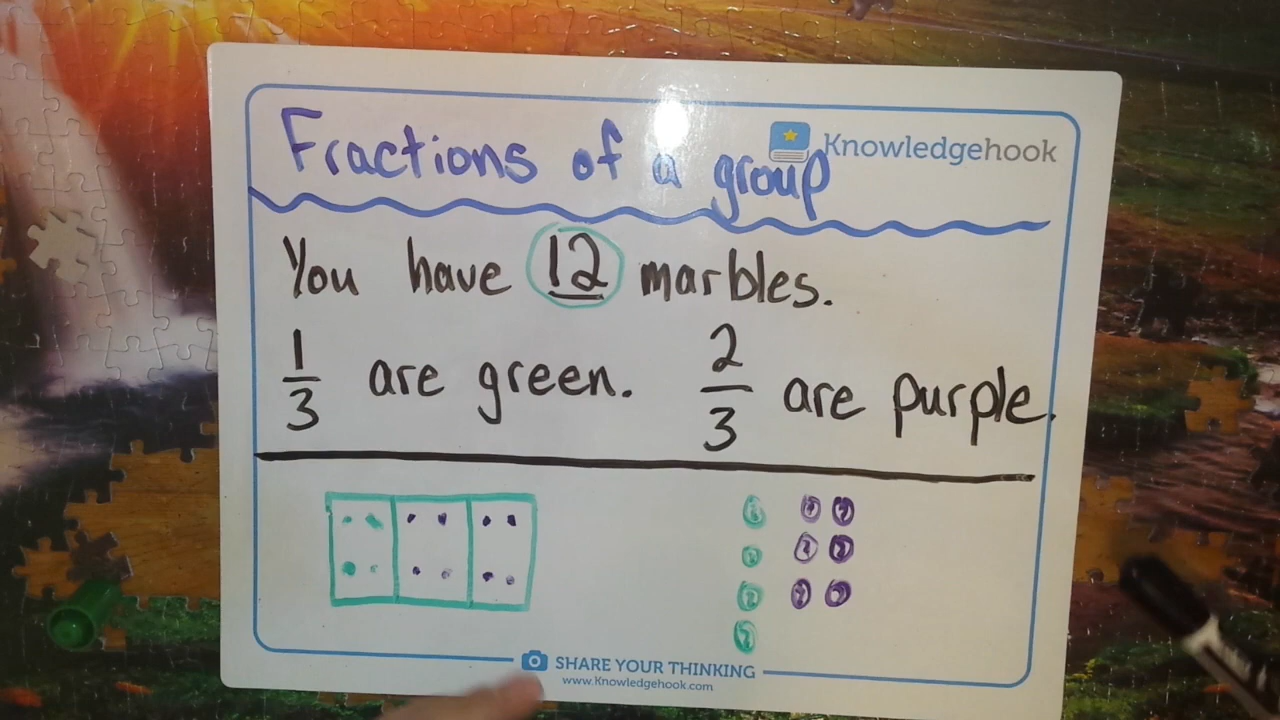 Fractions of a group
Knowledgehook
You have 12 marbles.
1/3 are green. 2/3 are purple.
SHARE YOUR THINKING
www.Knowledgehook.com